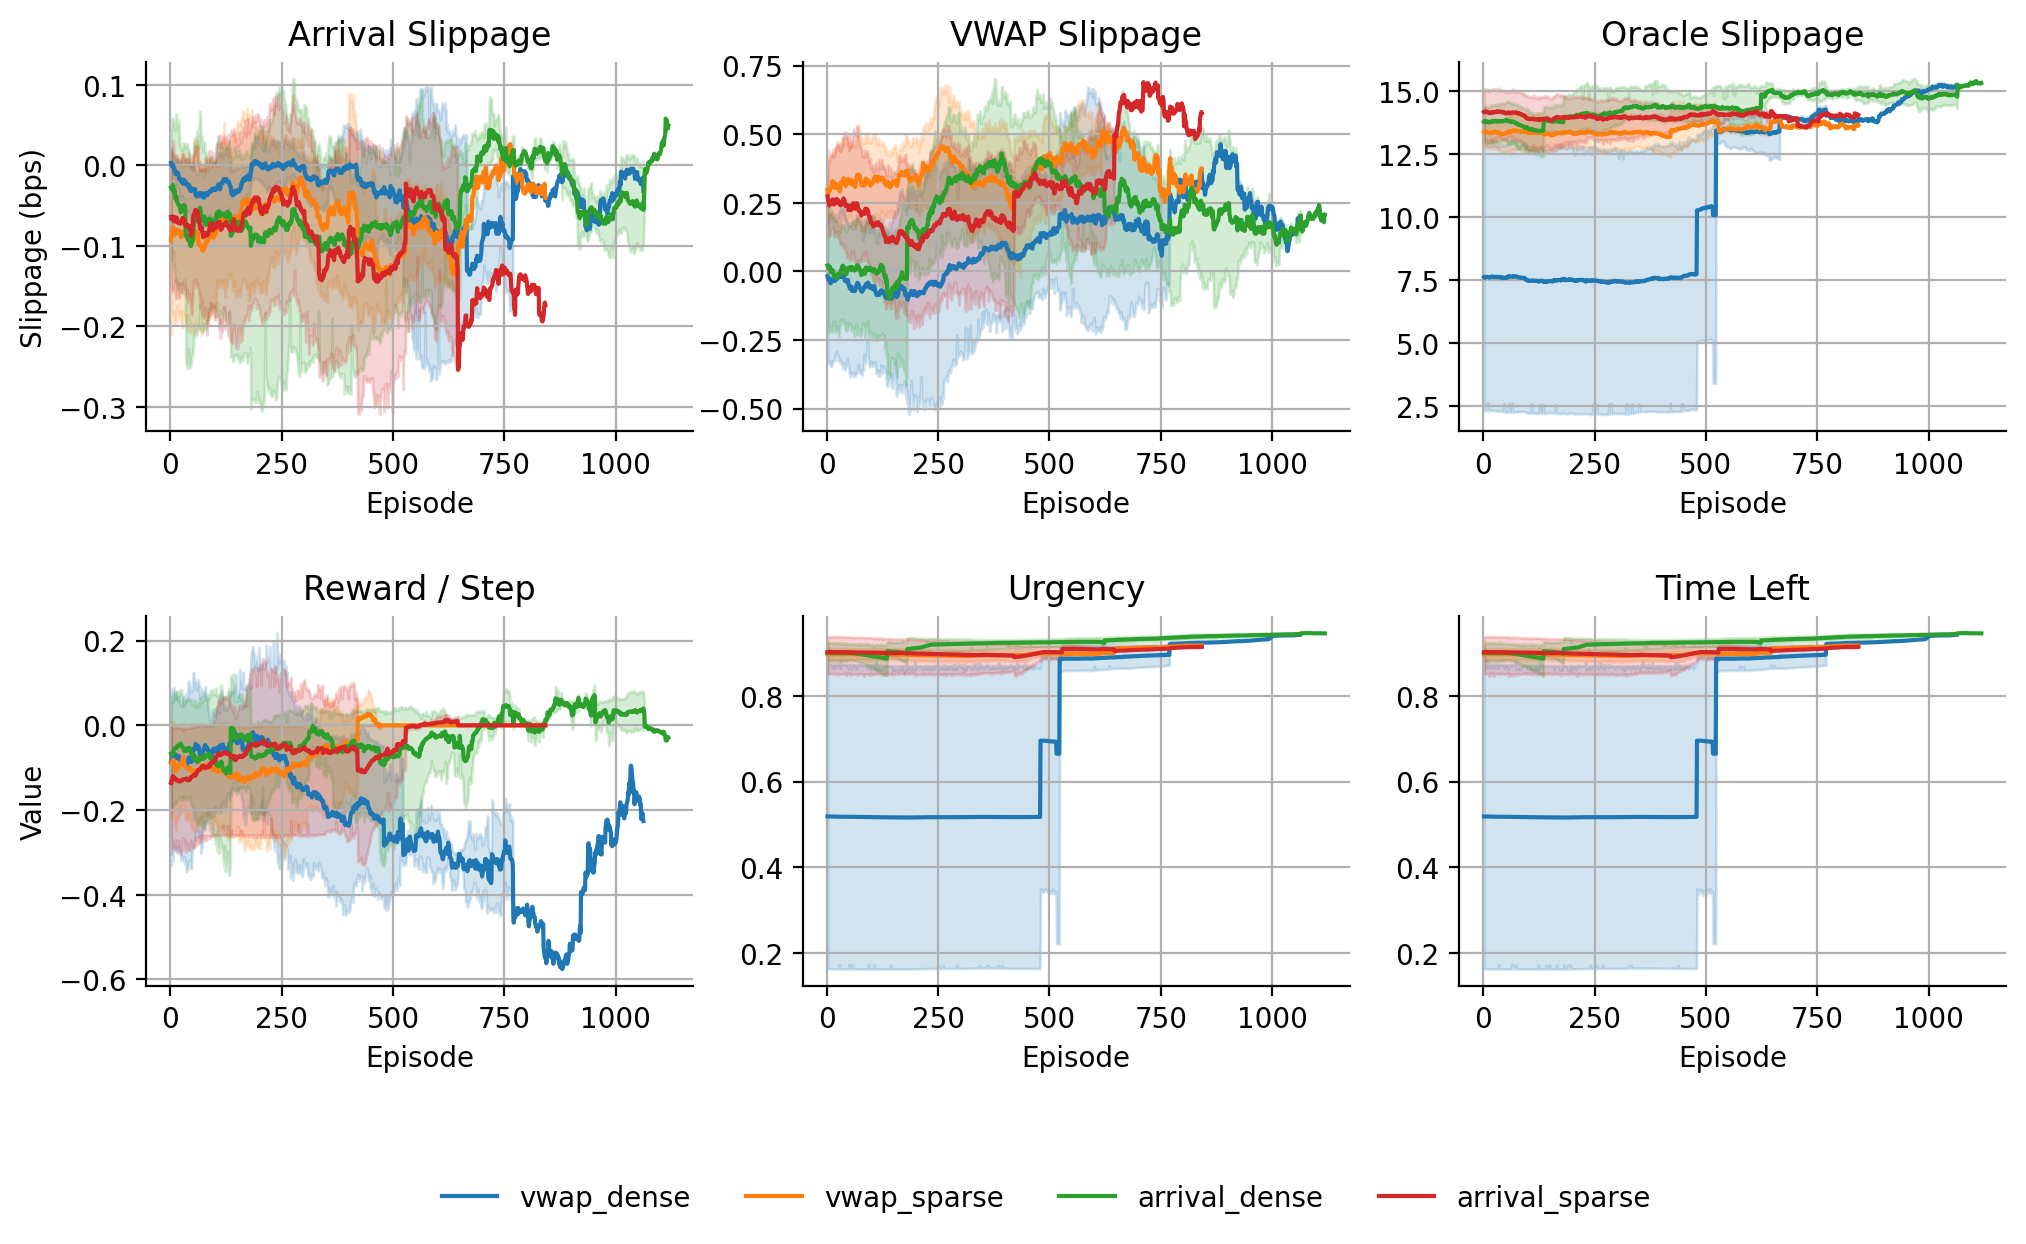 Arrival Slippage
VWAP Slippage
Oracle Slippage
Slippage (bps)
0.1
0.0
−0.1
−0.2
−0.3
0 250 500 750 1000
Episode
0.75
0.50
0.25
0.00
−0.25
−0.50
0 250 500 750 1000
Episode
15.0
12.5
10.0
7.5
5.0
2.5
0 250 500 750 1000
Episode
Reward / Step
Urgency
Time Left
Value
0.2
0.0
−0.2
−0.4
−0.6
0 250 500 750 1000
Episode
0.8
0.6
0.4
0.2
0 250 500 750 1000
Episode
0.8
0.6
0.4
0.2
0 250 500 750 1000
Episode
vwap_dense vwap_sparse arrival_dense arrival_sparse